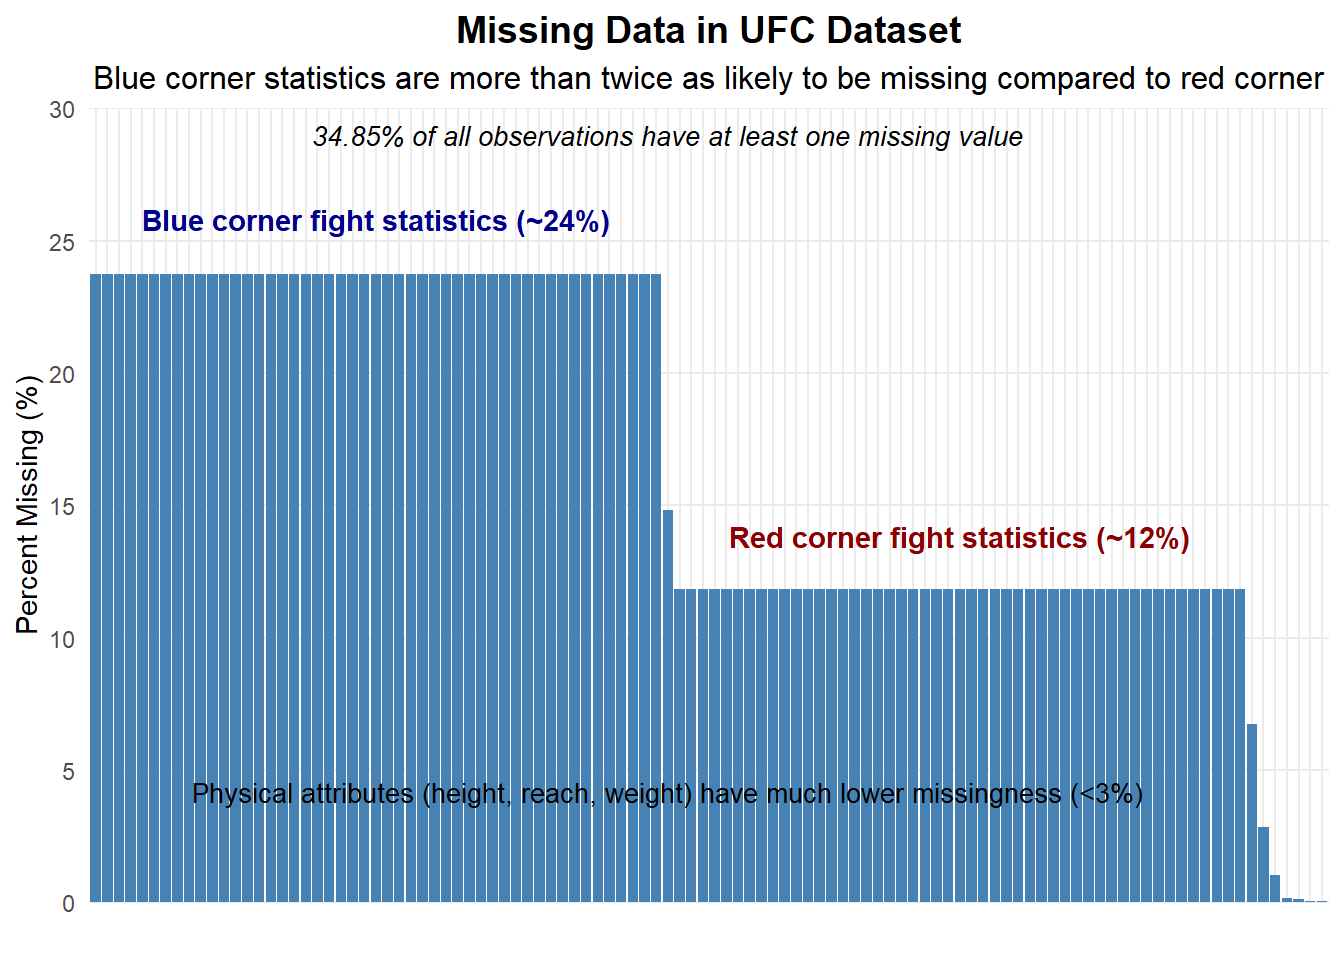 Missing Data in UFC Dataset
Blue corner statistics are more than twice as likely to be missing compared to red corner
34.85% of all observations have at least one missing value
Blue corner fight statistics (~24%)
Red corner fight statistics (~12%)
Physical attributes (height, reach, weight) have much lower missingness (<3%)
Percent Missing (%)
30
25
20
15
10
5
0